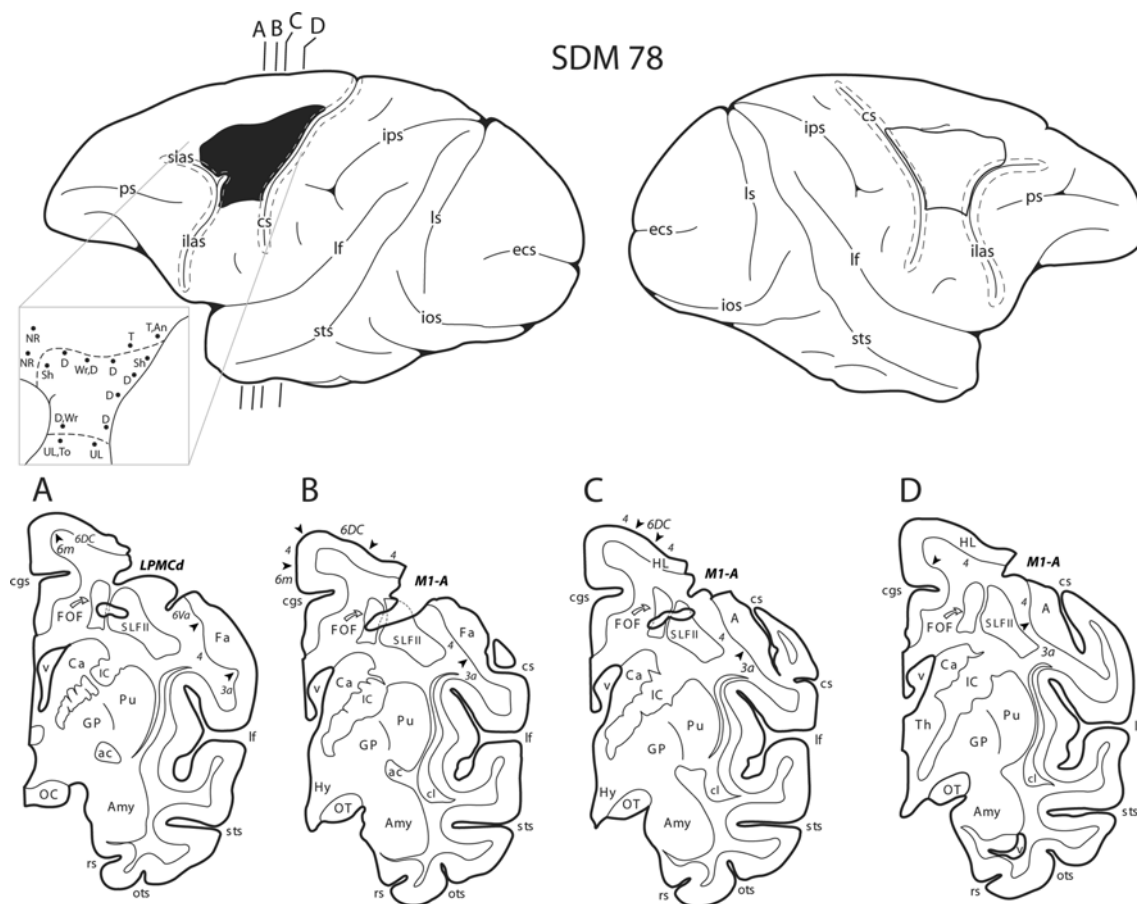 A B C D
SDM 78
sias
ps
ilas
cs
ips
lf
ls
sts
ios
ecs
cs
ips
ls
ecs
ios
lf
sts
ps
ilas
NR
T
T,An
NR
Sh
D
Wr,D
D
Sh
D
D
D,Wr
D
UL,To
UL
A
6DC
6m
LPMCd
cgs
FOF
SLFII
6Va
Fa
4
3a
v
Ca
IC
Pu
GP
ac
lf
OC
Amy
sts
rs
ots
B
6DC
4
4
6m
M1-A
cgs
FOF
SLFII
Fa
4
3a
cs
v
Ca
IC
Pu
GP
ac
lf
Hy
OT
cl
Amy
sts
rs
ots
C
4
6DC
4
HL
M1-A
cgs
FOF
SLFII
A
cs
4
3a
cs
v
Ca
IC
Pu
GP
lf
Hy
OT
cl
Amy
sts
rs
ots
D
HL
4
M1-A
cgs
FOF
SLFII
4
A
cs
3a
v
Ca
IC
Th
Pu
GP
OT
cl
Amy
v
sts
rs
ots